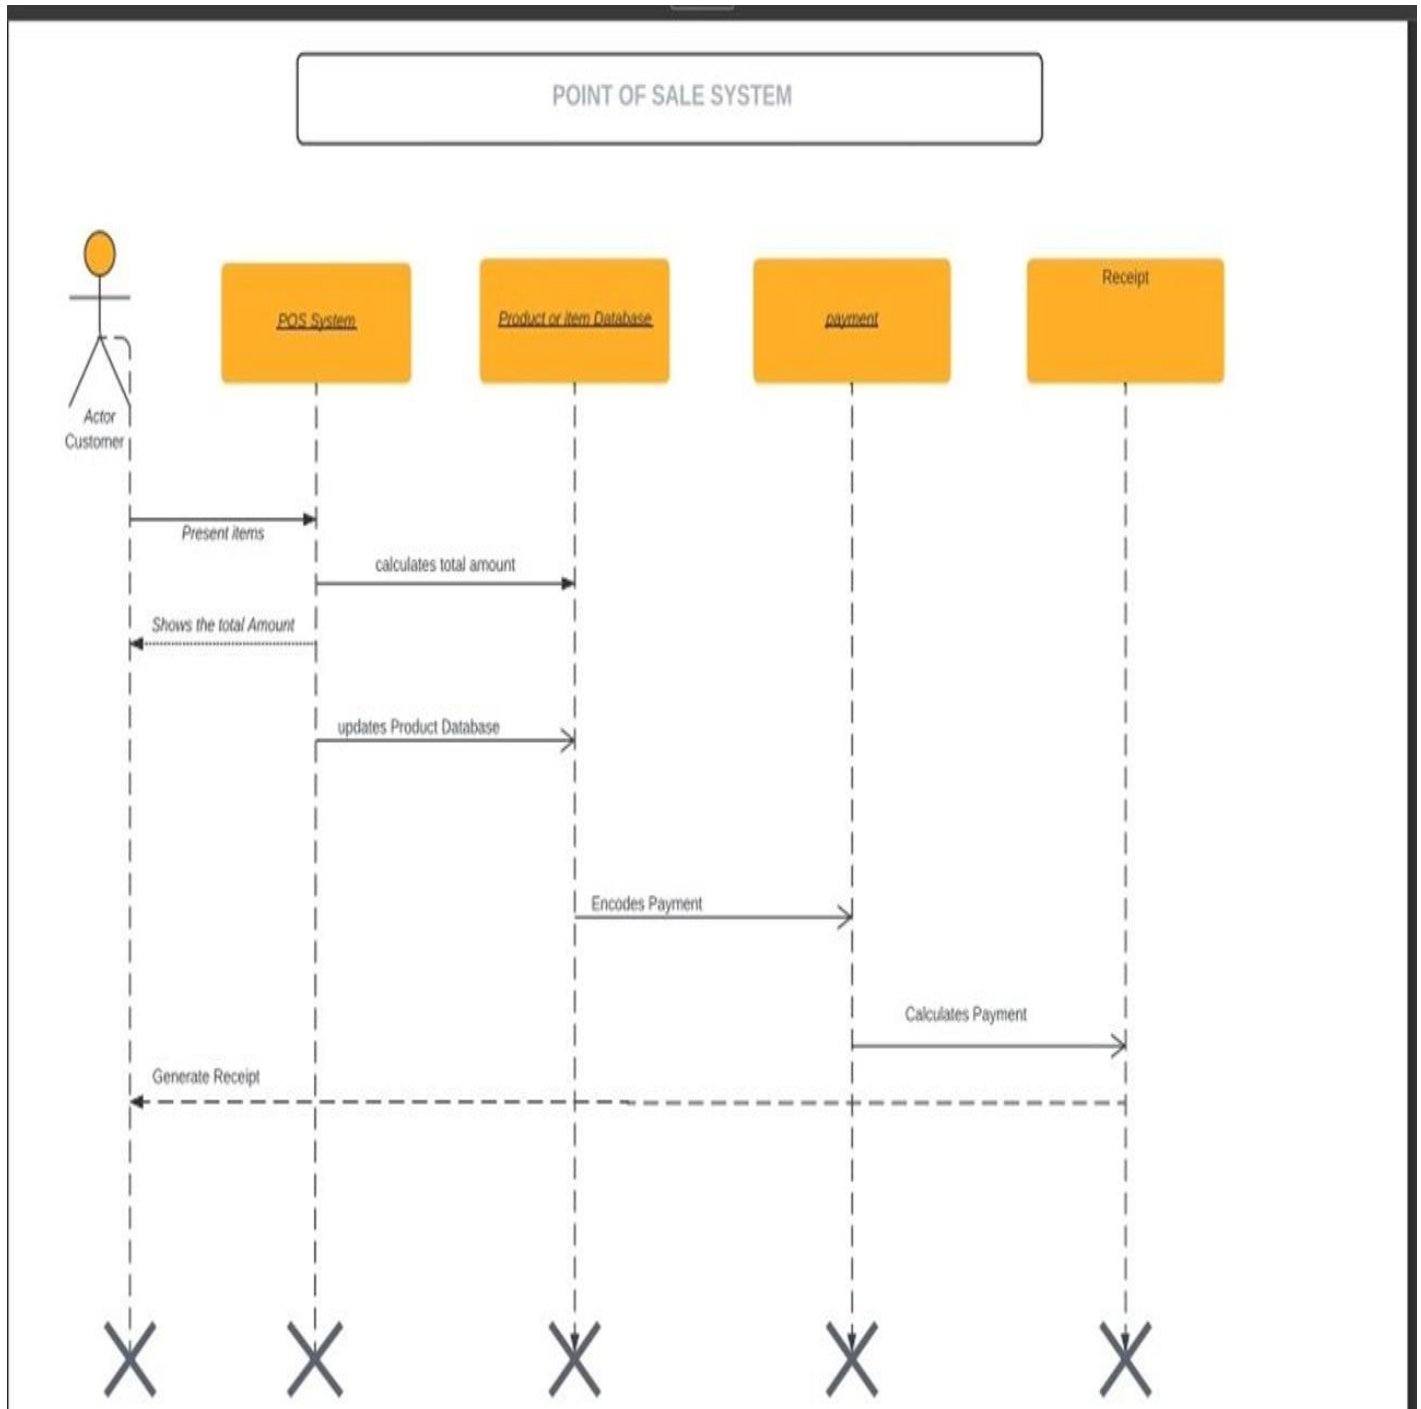 POINT OF SALE SYSTEM
POS System
Product or item Database
payment
Receipt
Actor
Customer
Present items
calculates total amount
Shows the total Amount
updates Product Database
Encodes Payment
Calculates Payment
Generate Receipt